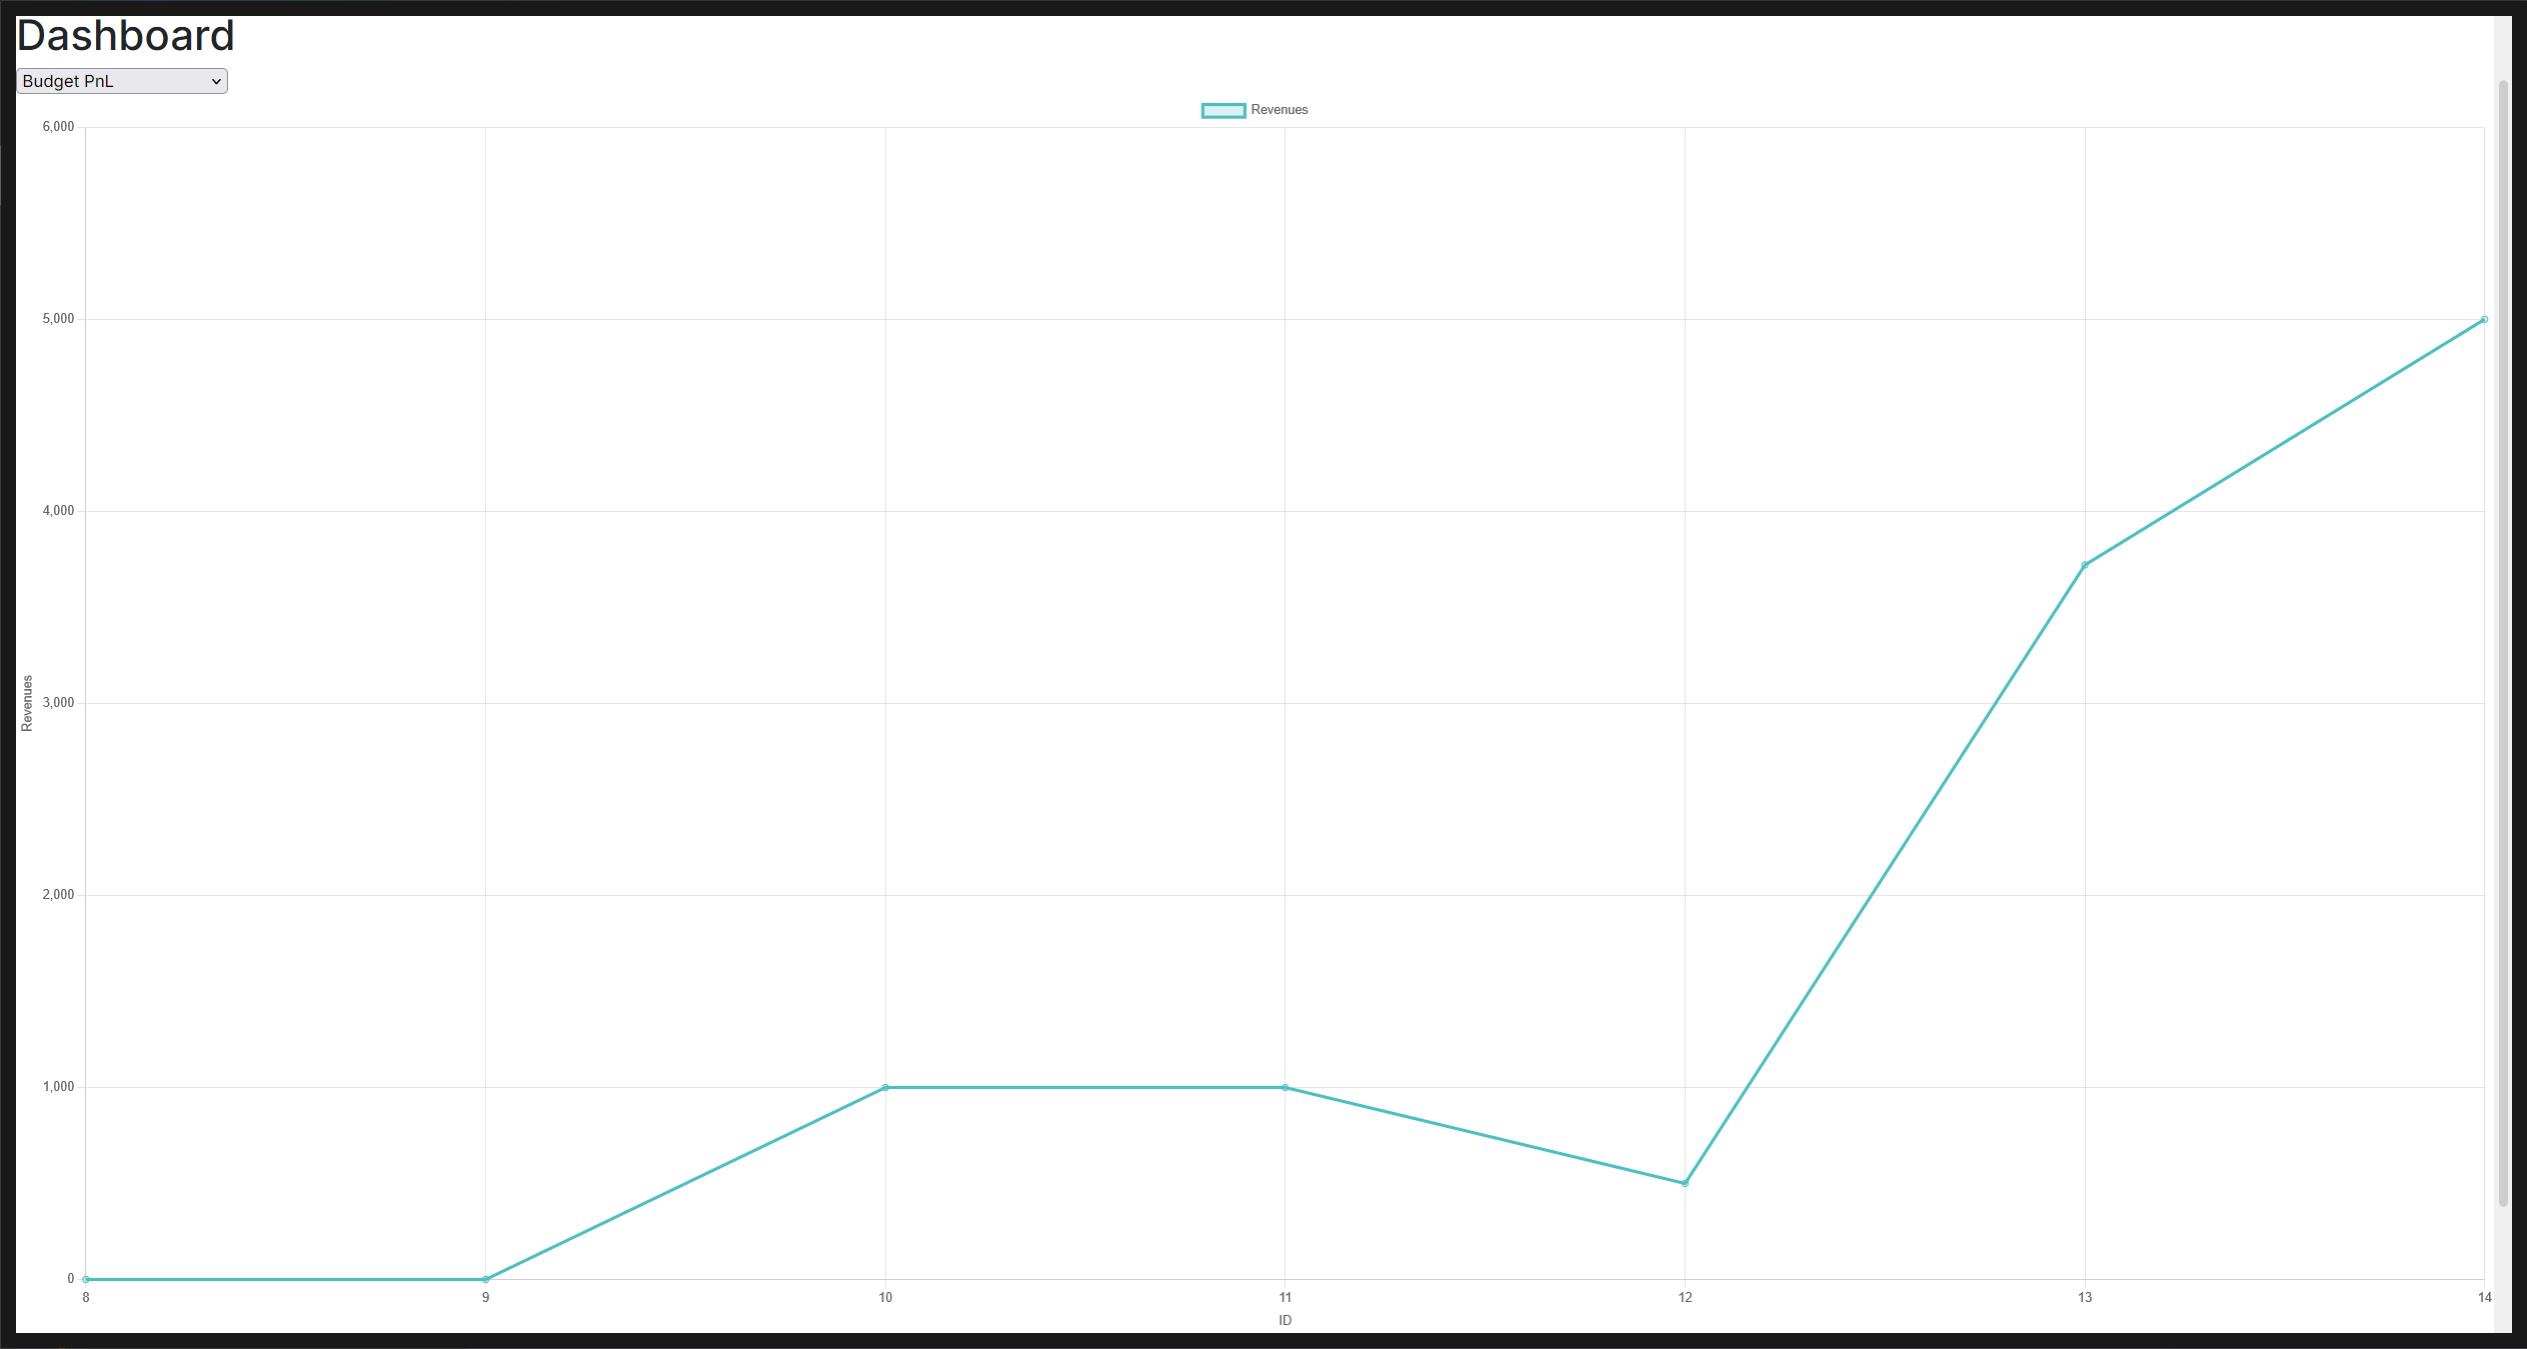 Dashboard
Budget PnL
Revenues
6,000
5,000
4,000
3,000
2,000
1,000
0
Revenues
8 9 10 11 12 13 14
ID